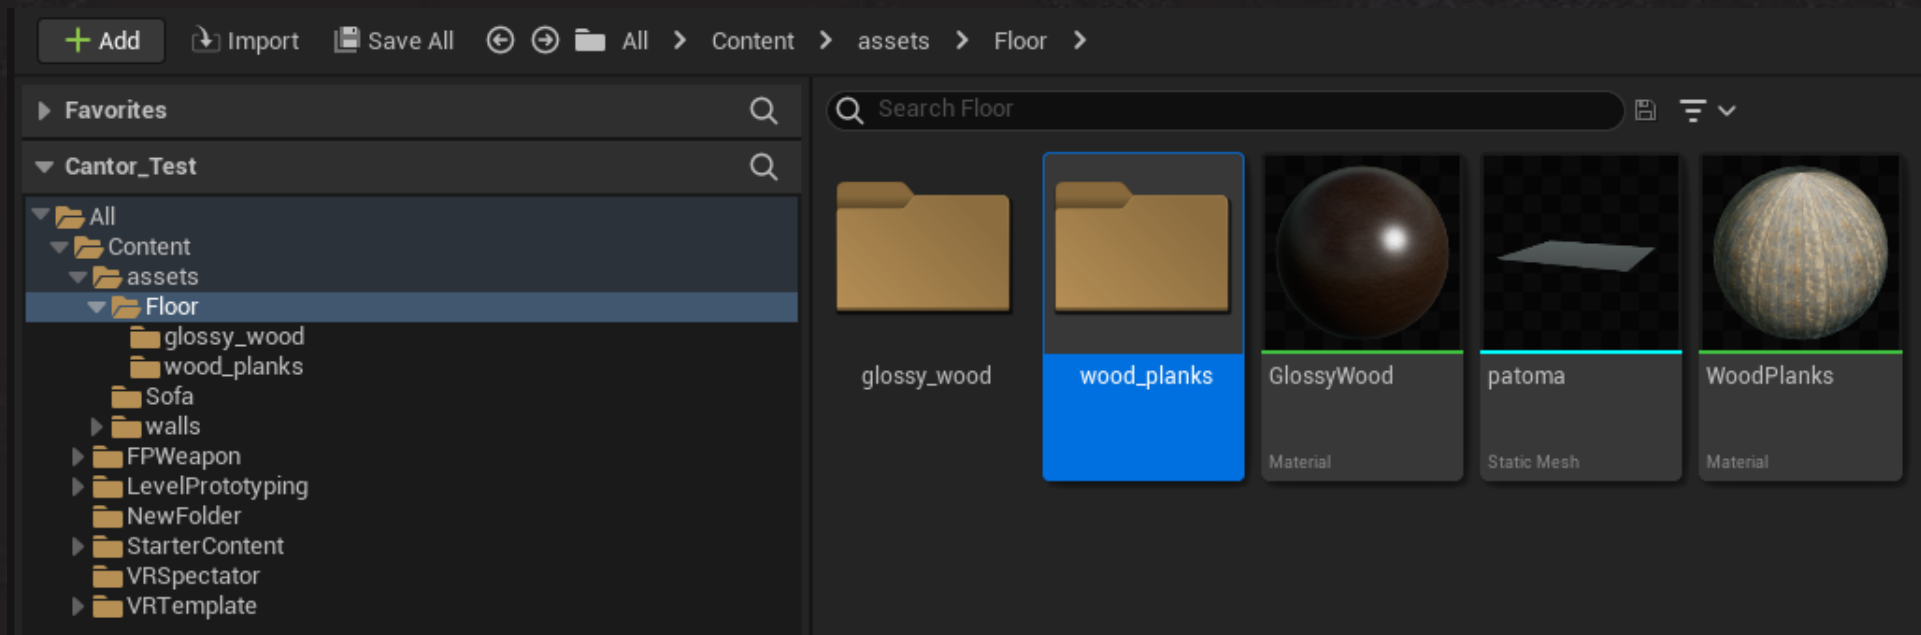 Add Import Save All All Content assets Floor
Favorites
Cantor_Test
All
Content
assets
Floor
glossy_wood
wood_planks
Sofa
walls
FPWeapon
LevelPrototyping
NewFolder
StarterContent
VRSpectator
VRTemplate
Search Floor
glossy_wood
wood_planks
GlossyWood
Material
patoma
Static Mesh
WoodPlanks
Material